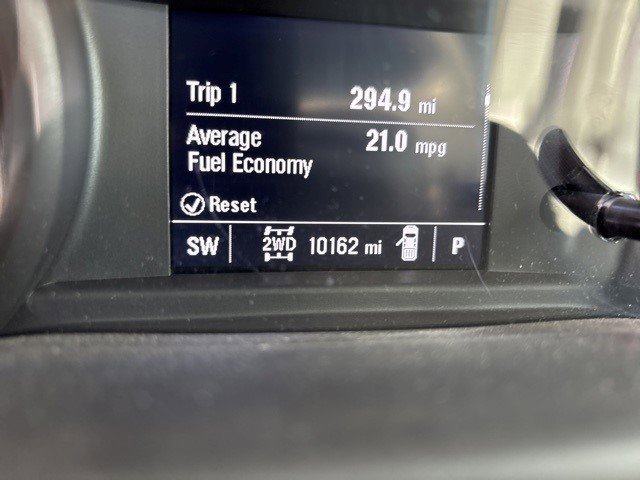 Trip 1 294.9 mi
Average 21.0 mpg
Fuel Economy
Reset
SW 2WD 10162 mi P